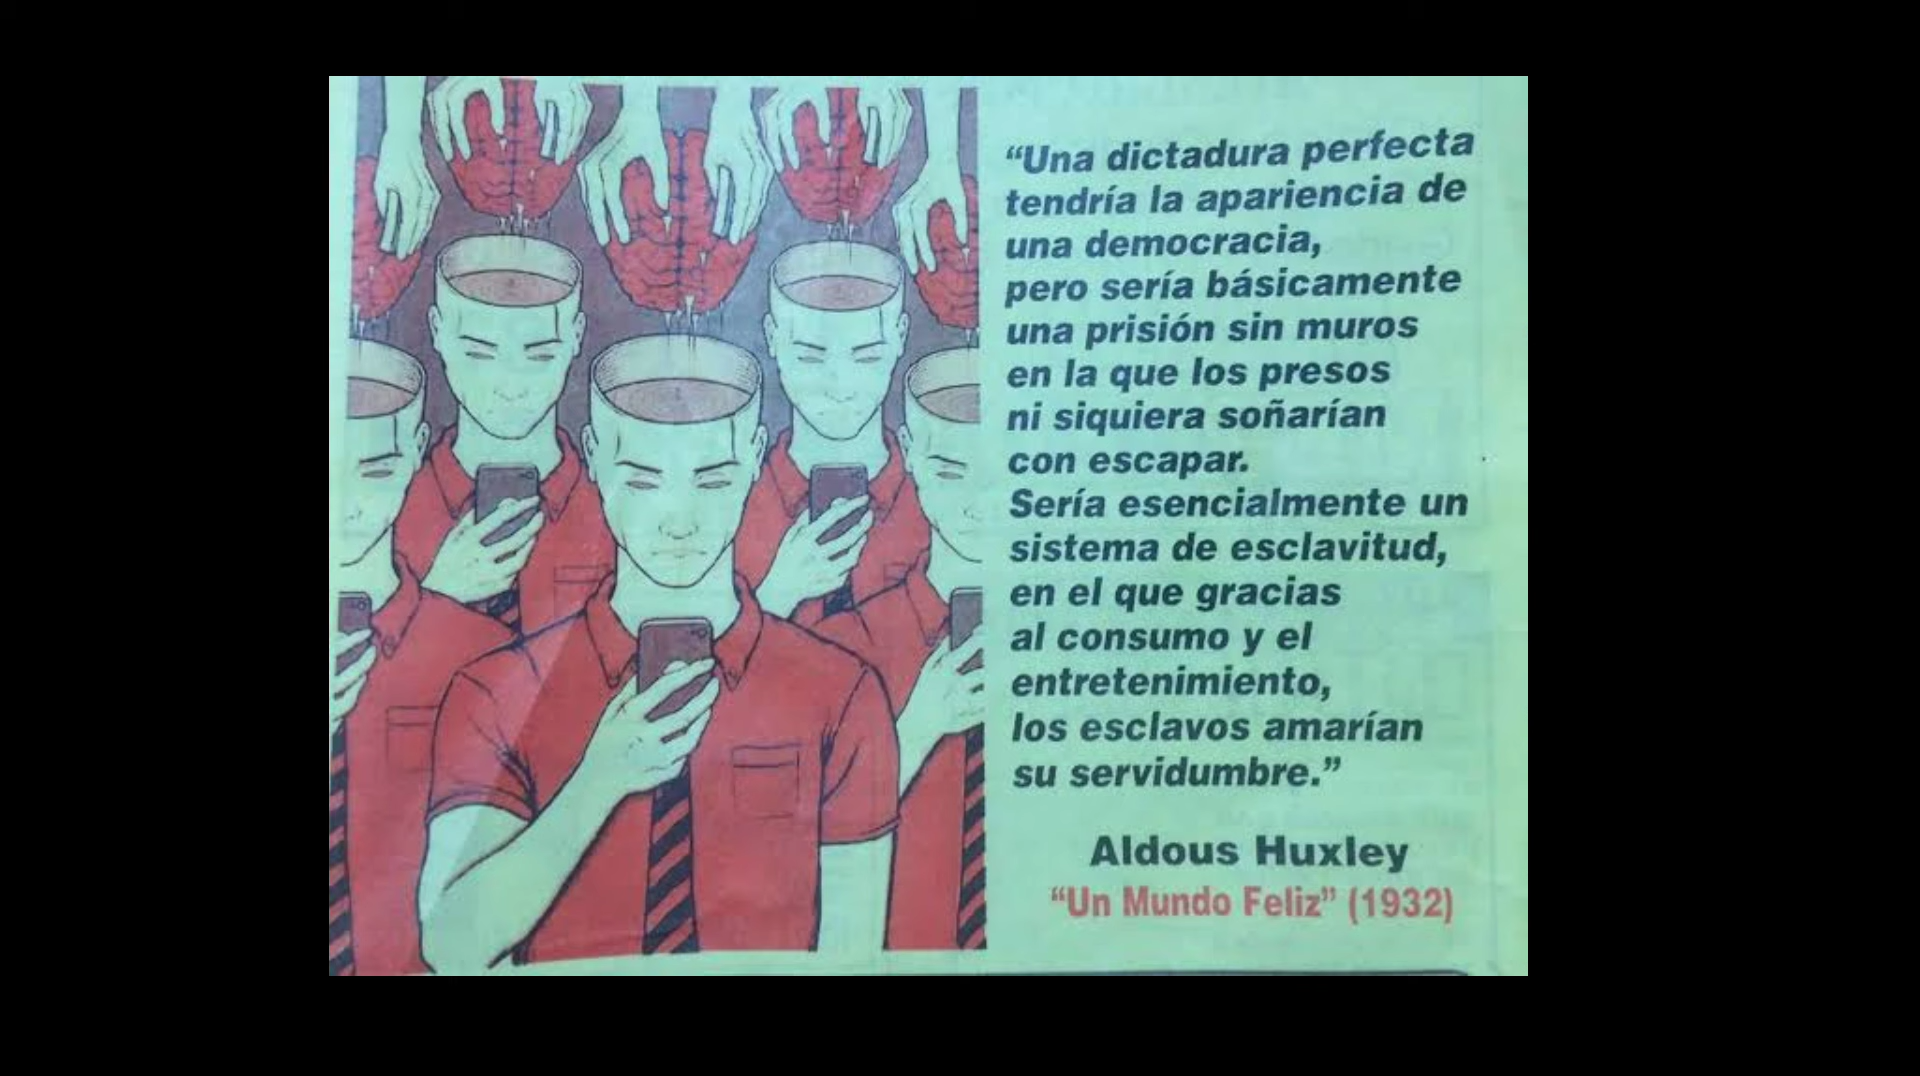 “Una dictadura perfecta
tendría la apariencia de
una democracia,
pero sería básicamente
una prisión sin muros
en la que los presos
ni siquiera soñarían
con escapar.
Sería esencialmente un
sistema de esclavitud,
en el que gracias
al consumo y el
entretenimiento,
los esclavos amarían
su servidumbre.”
Aldous Huxley
“Un Mundo Feliz” (1932)